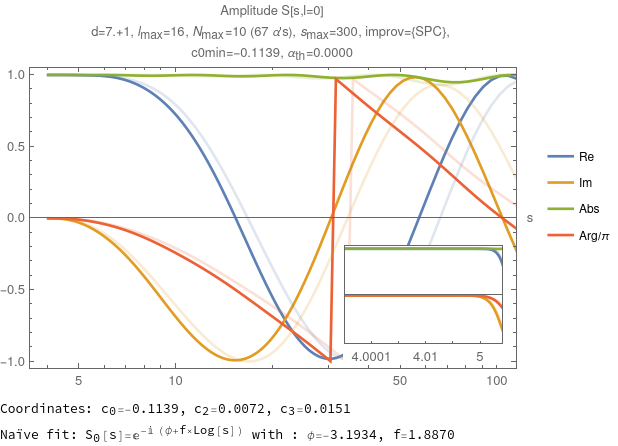 Amplitude S[s,l=0]
d=7.+1, lmax=16, Nmax=10 (67 α's), smax=300, improv={SPC},
c0min=-0.1139, αth=0.0000
1.0
0.5
0.0
-0.5
-1.0
5
10
50
100
s
Re
Im
Abs
Arg/π
4.0001
4.01
5
Coordinates: c0=-0.1139, c2=0.0072, c3=0.0151
Naïve fit: S0[s]=e^-i (ϕ+f×Log[s]) with : ϕ=-3.1934, f=1.8870